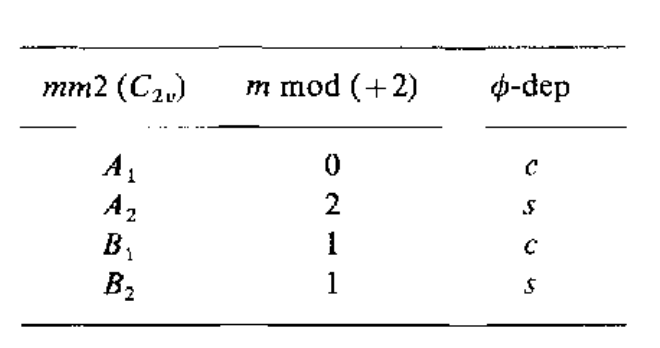 mm2 (C2v) m mod (+2) ϕ-dep
A1 0 c
A2 2 s
B1 1 c
B2 1 s